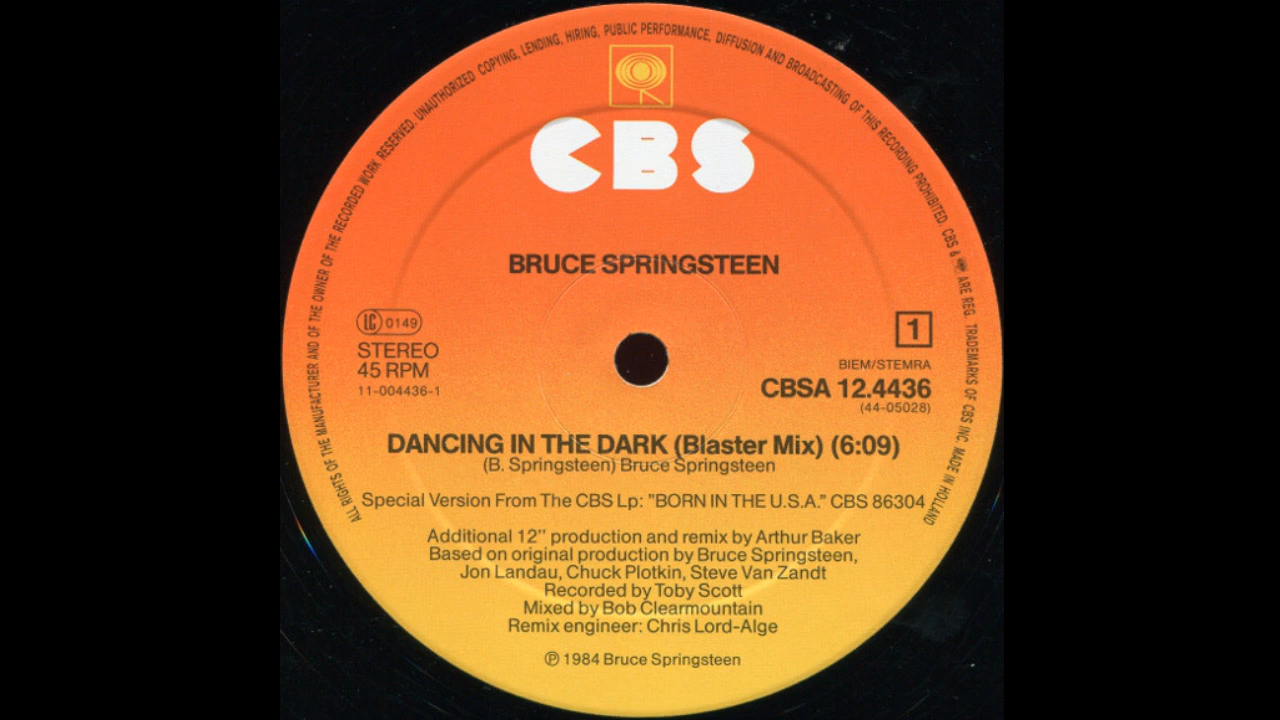 ALL RIGHTS OF THE MANUFACTURER AND OF THE OWNER OF THE RECORDED WORK RESERVED. UNAUTHORIZED COPYING, LENDING, HIRING, PUBLIC PERFORMANCE, DIFFUSION AND BROADCASTING OF THIS RECORDING PROHIBITED. CBS & ARE REG. TRADEMARKS OF CBS INC. MADE IN HOLLAND
CBS
BRUCE SPRINGSTEEN
LC 0149
STEREO
45 RPM
11-004436-1
1
BIEM/STEMRA
CBSA 12.4436
(44-05028)
DANCING IN THE DARK (Blaster Mix) (6:09)
(B. Springsteen) Bruce Springsteen
Special Version From The CBS Lp: "BORN IN THE U.S.A." CBS 86304
Additional 12'' production and remix by Arthur Baker
Based on original production by Bruce Springsteen,
Jon Landau, Chuck Plotkin, Steve Van Zandt
Recorded by Toby Scott
Mixed by Bob Clearmountain
Remix engineer: Chris Lord-Alge
℗ 1984 Bruce Springsteen